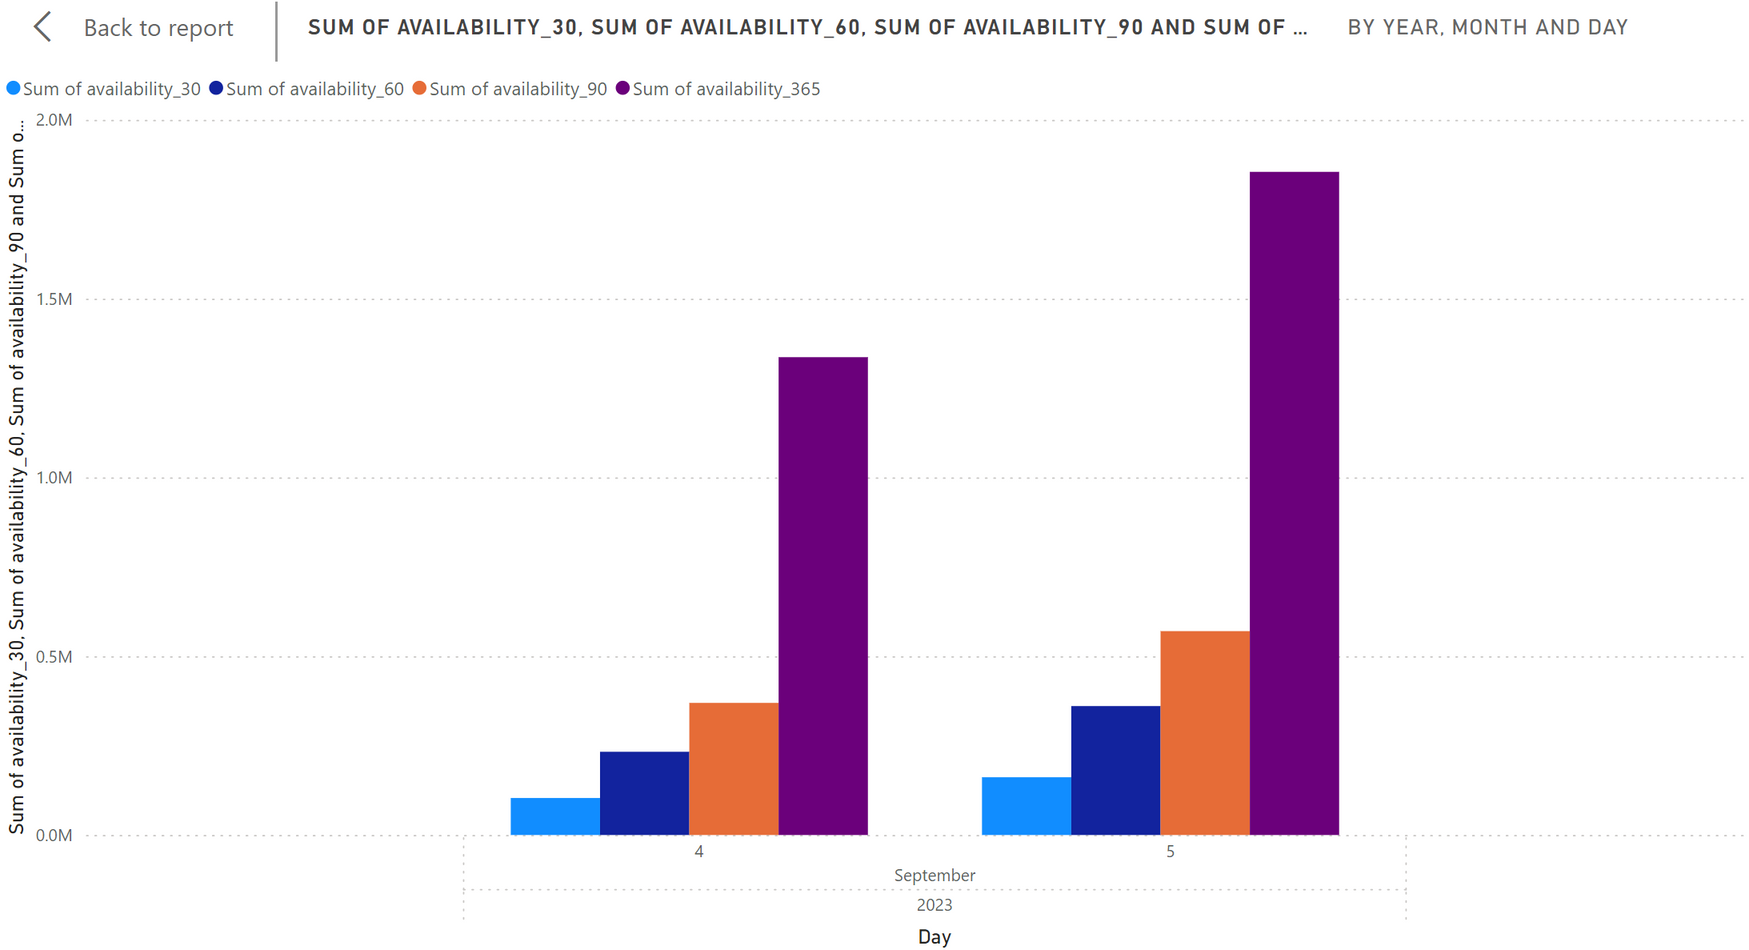 Back to report
SUM OF AVAILABILITY_30, SUM OF AVAILABILITY_60, SUM OF AVAILABILITY_90 AND SUM OF ... BY YEAR, MONTH AND DAY
Sum of availability_30 Sum of availability_60 Sum of availability_90 Sum of availability_365
Sum of availability_30, Sum of availability_60, Sum of availability_90 and Sum o...
2.0M
1.5M
1.0M
0.5M
0.0M
4 5
September
2023
Day